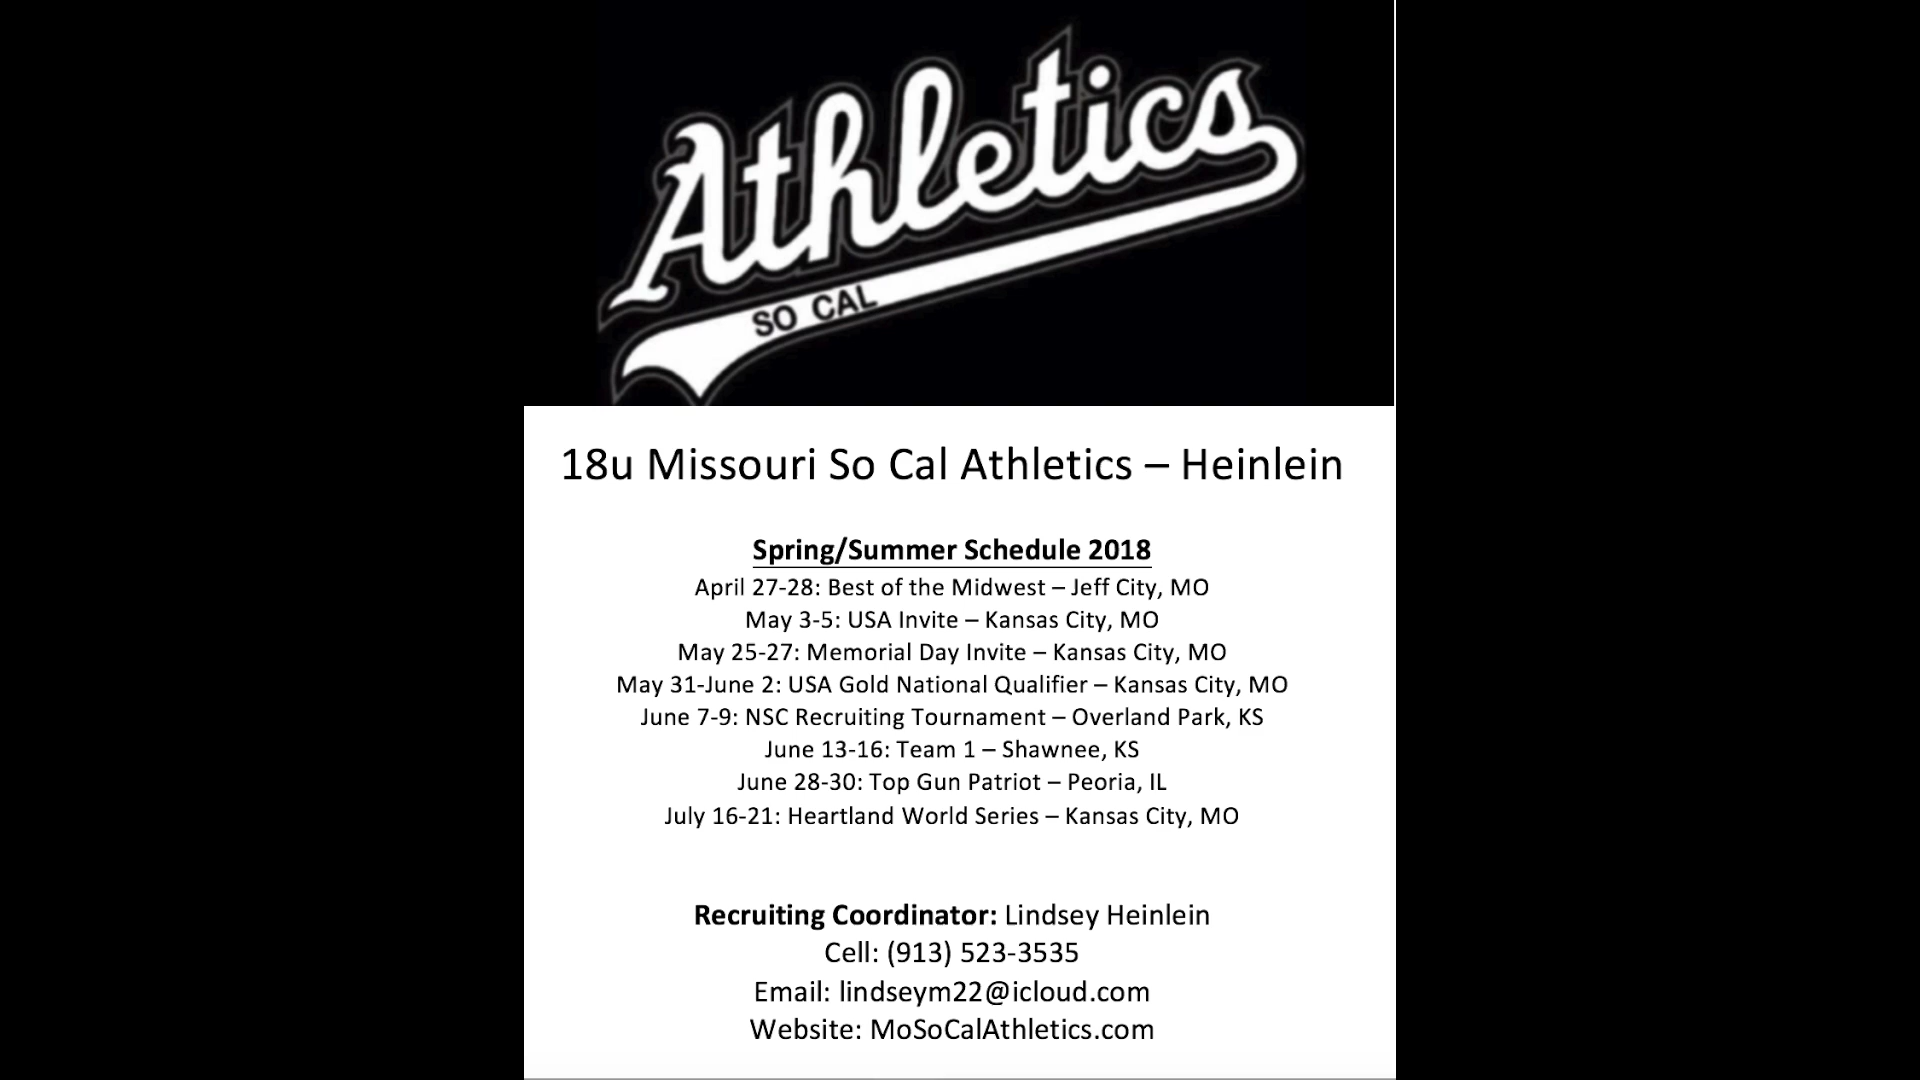 Athletics
SO CAL
18u Missouri So Cal Athletics – Heinlein
Spring/Summer Schedule 2018
April 27-28: Best of the Midwest – Jeff City, MO
May 3-5: USA Invite – Kansas City, MO
May 25-27: Memorial Day Invite – Kansas City, MO
May 31-June 2: USA Gold National Qualifier – Kansas City, MO
June 7-9: NSC Recruiting Tournament – Overland Park, KS
June 13-16: Team 1 – Shawnee, KS
June 28-30: Top Gun Patriot – Peoria, IL
July 16-21: Heartland World Series – Kansas City, MO
Recruiting Coordinator: Lindsey Heinlein
Cell: (913) 523-3535
Email: lindseym22@icloud.com
Website: MoSoCalAthletics.com